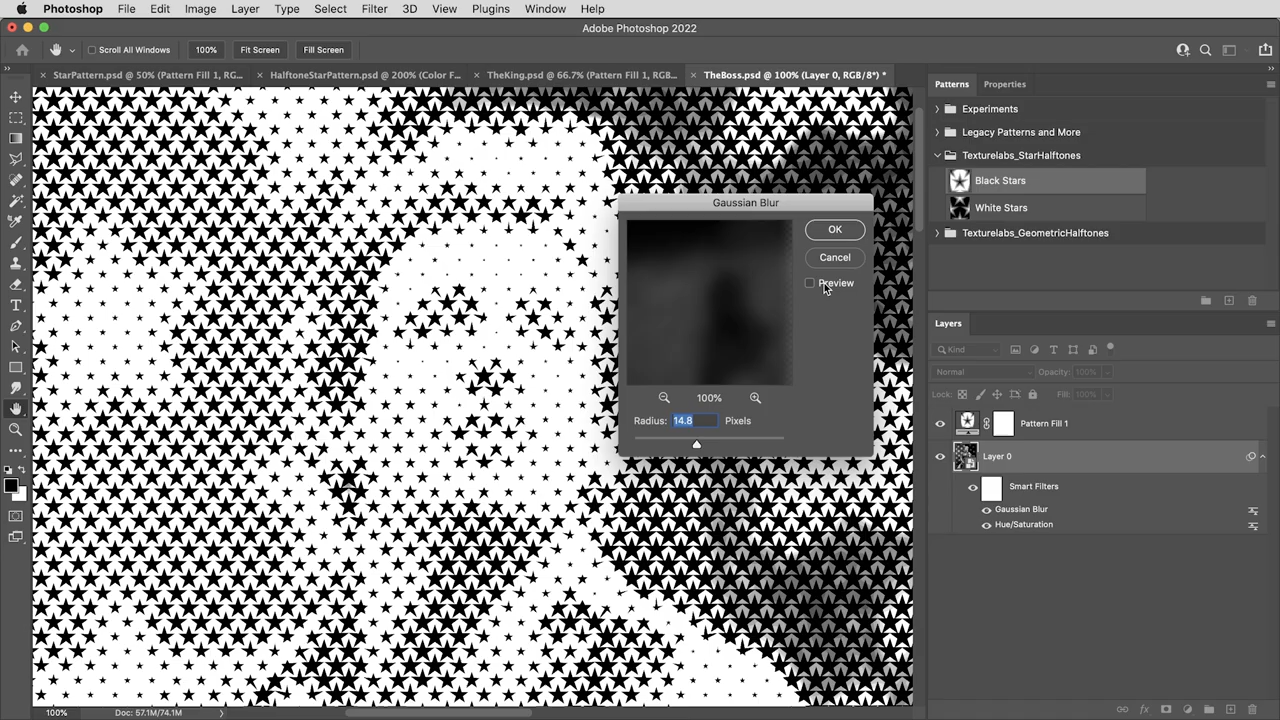 Photoshop File Edit Image Layer Type Select Filter 3D View Plugins Window Help
Adobe Photoshop 2022
Scroll All Windows 100% Fit Screen Fill Screen
StarPattern.psd @ 50% (Pattern Fill 1, RG...
HalftoneStarPattern.psd @ 200% (Color F...
TheKing.psd @ 66.7% (Pattern Fill 1, RGB...
TheBoss.psd @ 100% (Layer 0, RGB/8*) *
Patterns Properties
Experiments
Legacy Patterns and More
Texturelabs_StarHalftones
Black Stars
White Stars
Texturelabs_GeometricHalftones
Gaussian Blur
OK
Cancel
Preview
100%
Radius: 14.8 Pixels
Layers
Kind
Normal Opacity: 100%
Lock: Fill: 100%
Pattern Fill 1
Layer 0
Smart Filters
Gaussian Blur
Hue/Saturation
100% Doc: 57.1M/74.1M